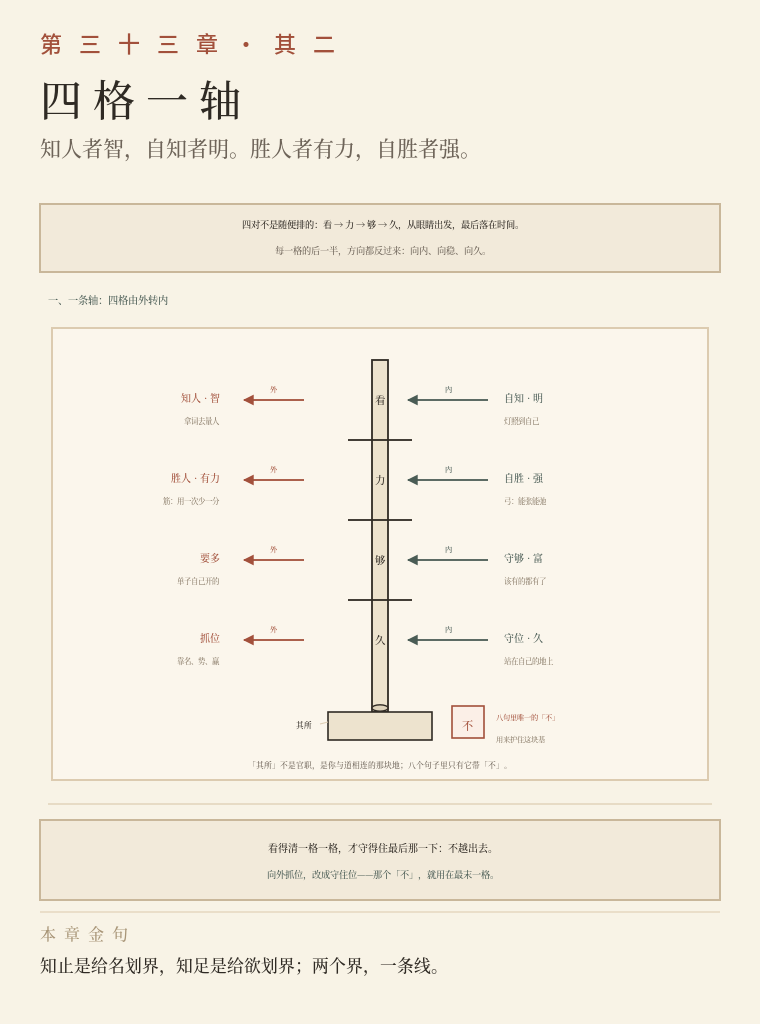 第三十三章·其二
四格一轴
知人者智，自知者明。胜人者有力，自胜者强。
四对不是随便排的：看→力→够→久，从眼睛出发，最后落在时间。
每一格的后一半，方向都反过来：向内、向稳、向久。
一、一条轴：四格由外转内
知人·智
外
看
内
自知·明
拿词去量人
灯照到自己
胜人·有力
外
力
内
自胜·强
筋：用一次少一分
弓：能张能弛
要多
外
够
内
守够·富
单子自己开的
该有的都有了
抓位
外
久
内
守位·久
靠名、势、赢
站在自己的地上
其所
不
八句里唯一的「不」
用来护住这块基
「其所」不是官职，是你与道相连的那块地；八个句子里只有它带「不」。
看得清一格一格，才守得住最后那一下：不越出去。
向外抓位，改成守住位——那个「不」，就用在最末一格。
本章金句
知止是给名划界，知足是给欲划界；两个界，一条线。